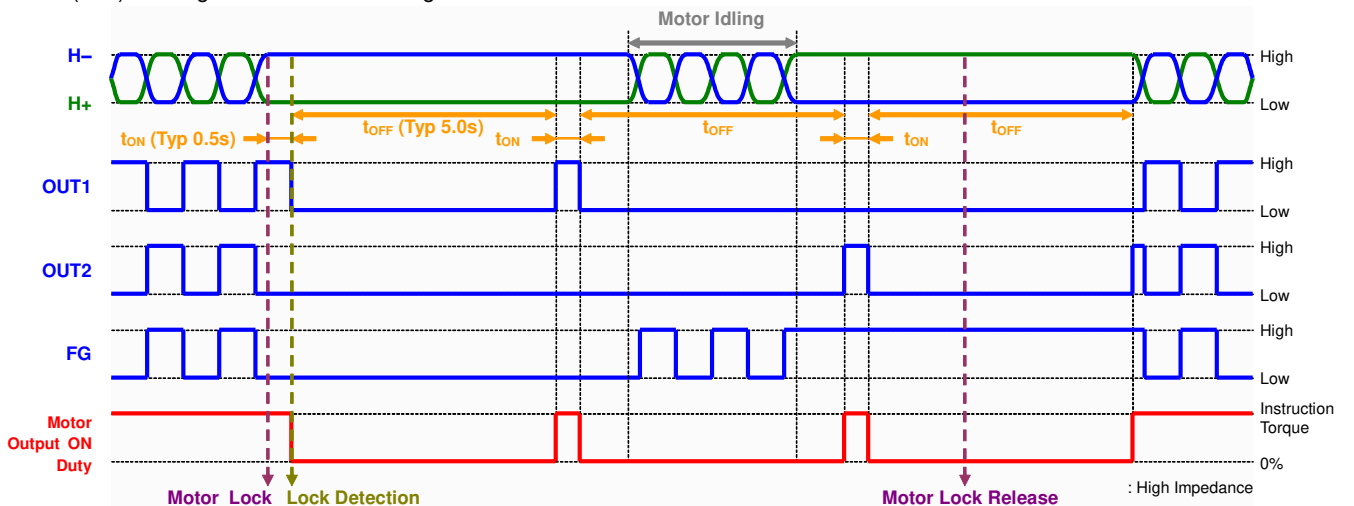 Motor Idling
H–
High
H+
Low
tON (Typ 0.5s)
tOFF (Typ 5.0s)
tON
tOFF
tON
tOFF
High
OUT1
Low
High
OUT2
Low
High
FG
Low
Motor
Output ON
Duty
Instruction
Torque
0%
: High Impedance
Motor Lock
Lock Detection
Motor Lock Release